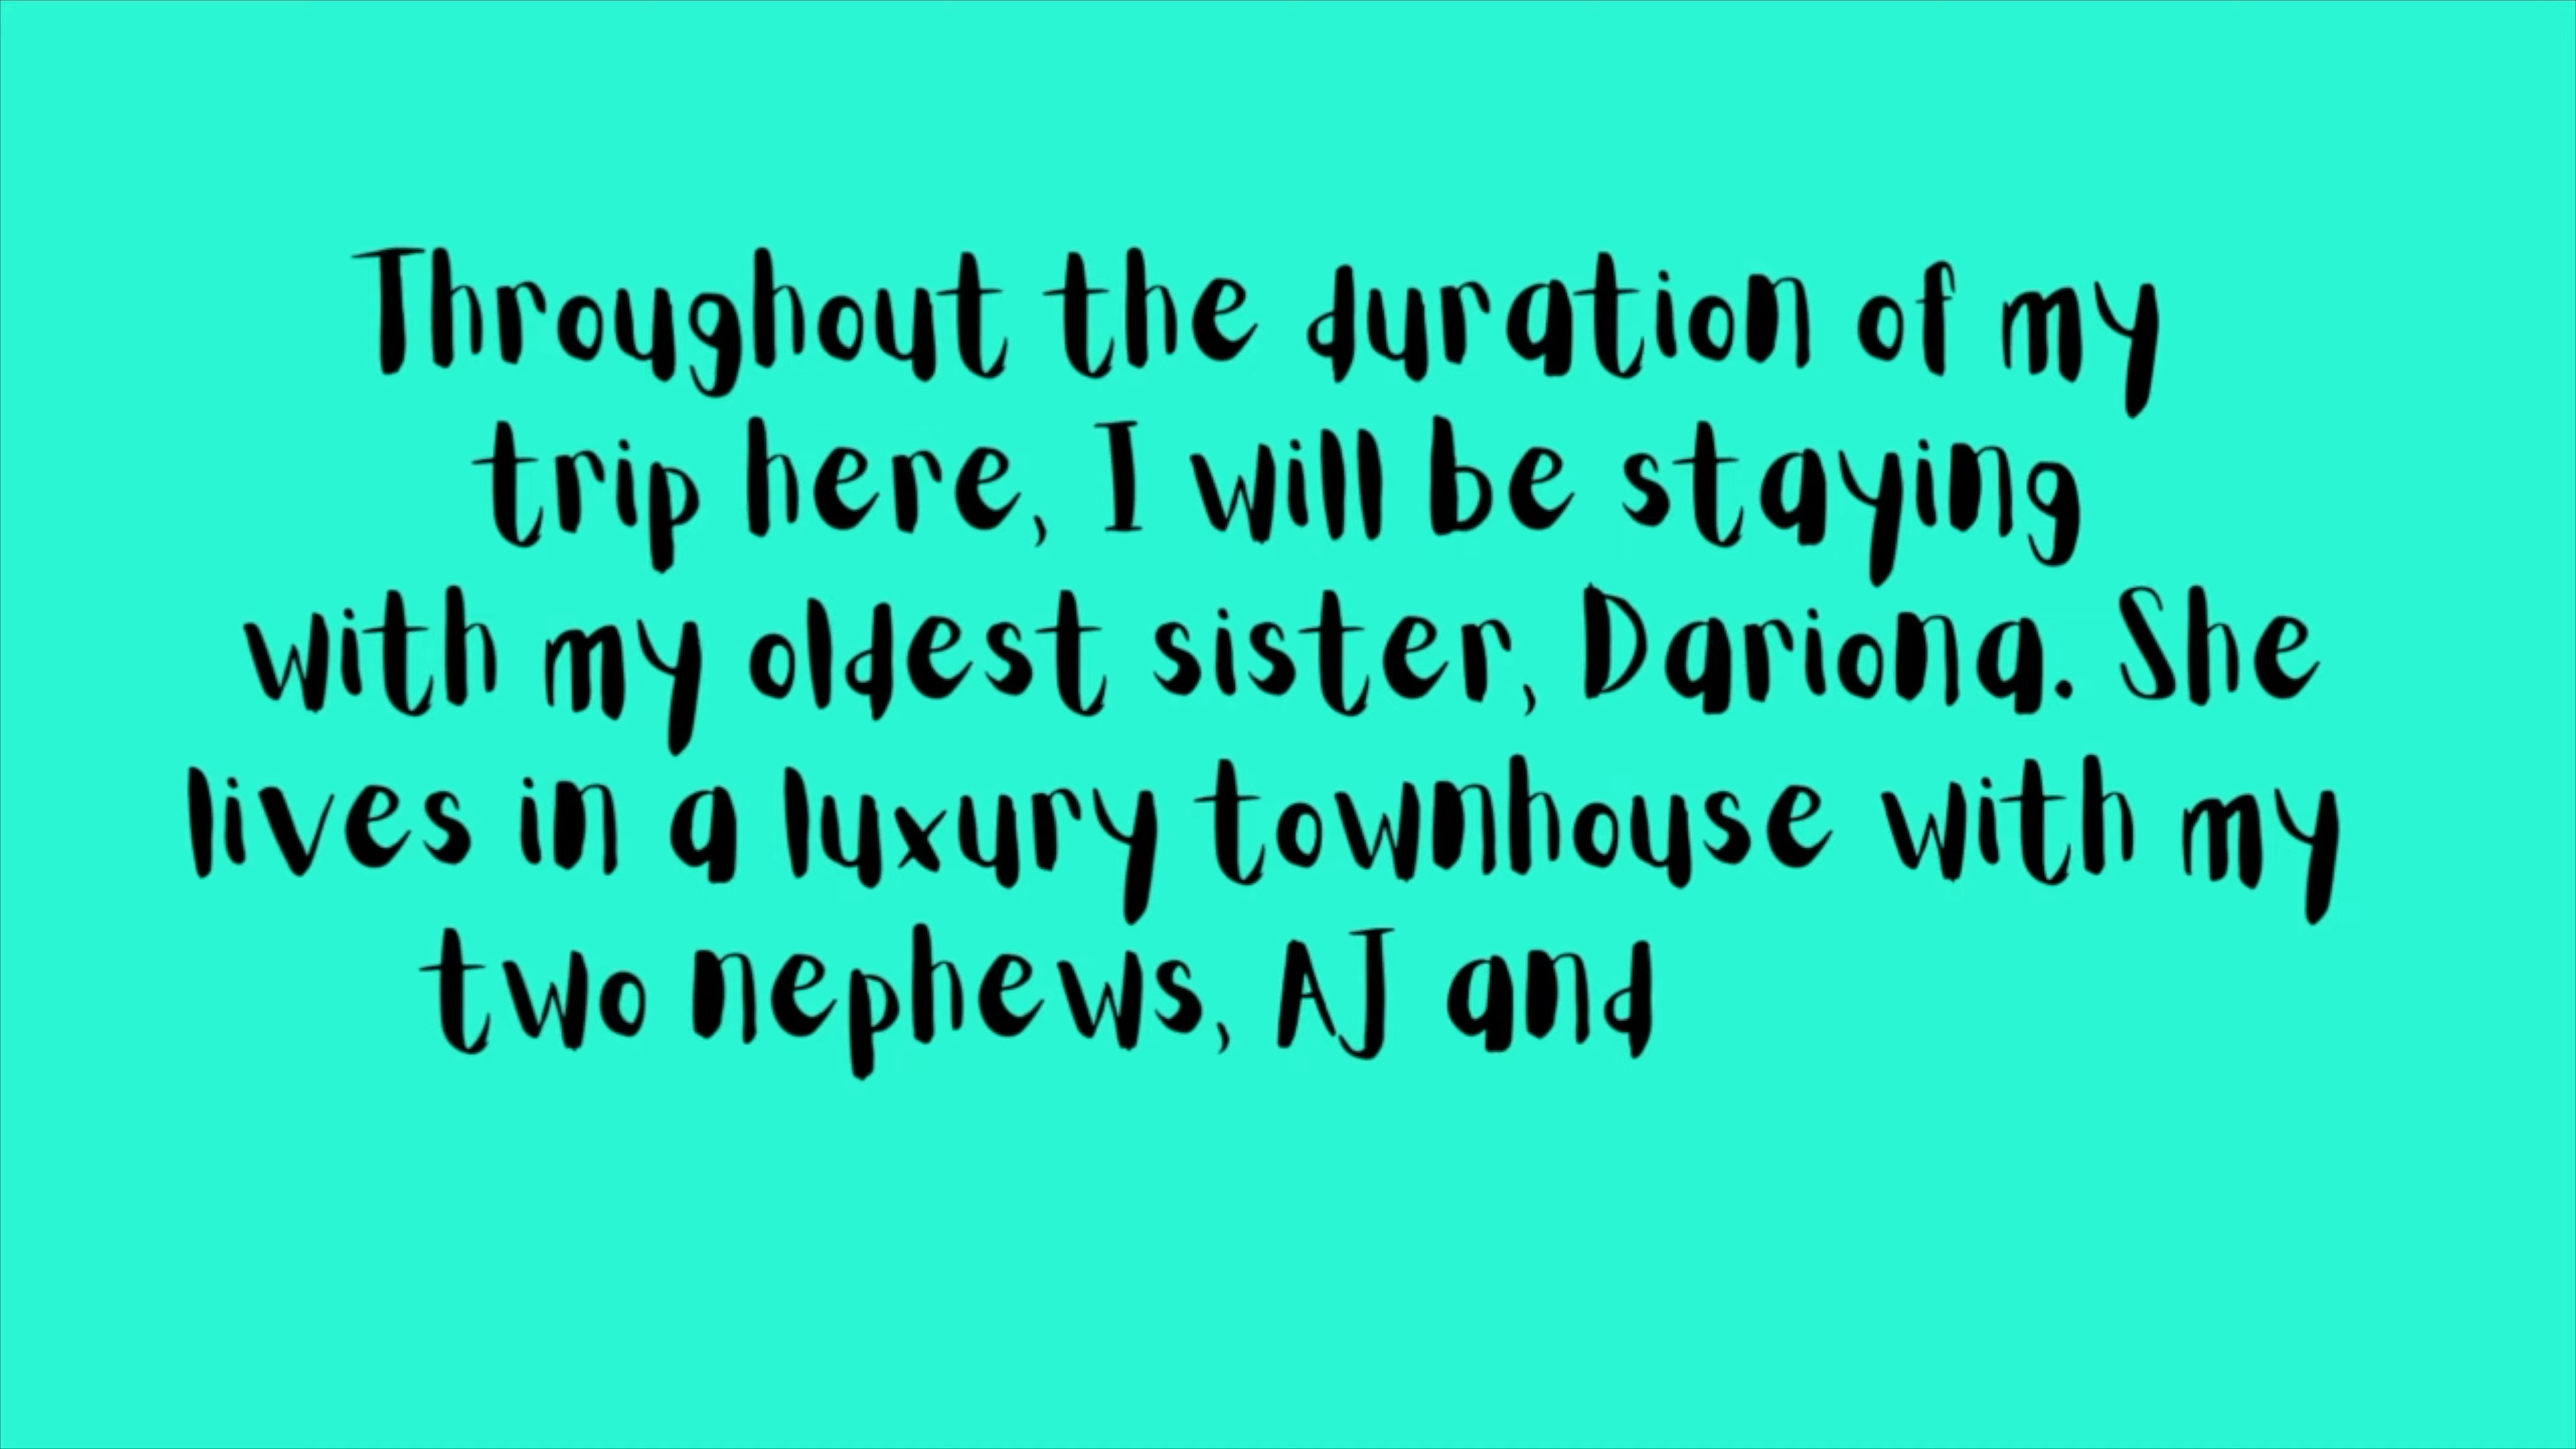 Throughout the duration of my
trip here, I will be staying
with my oldest sister, Dariona. She
lives in a luxury townhouse with my
two nephews, AJ and